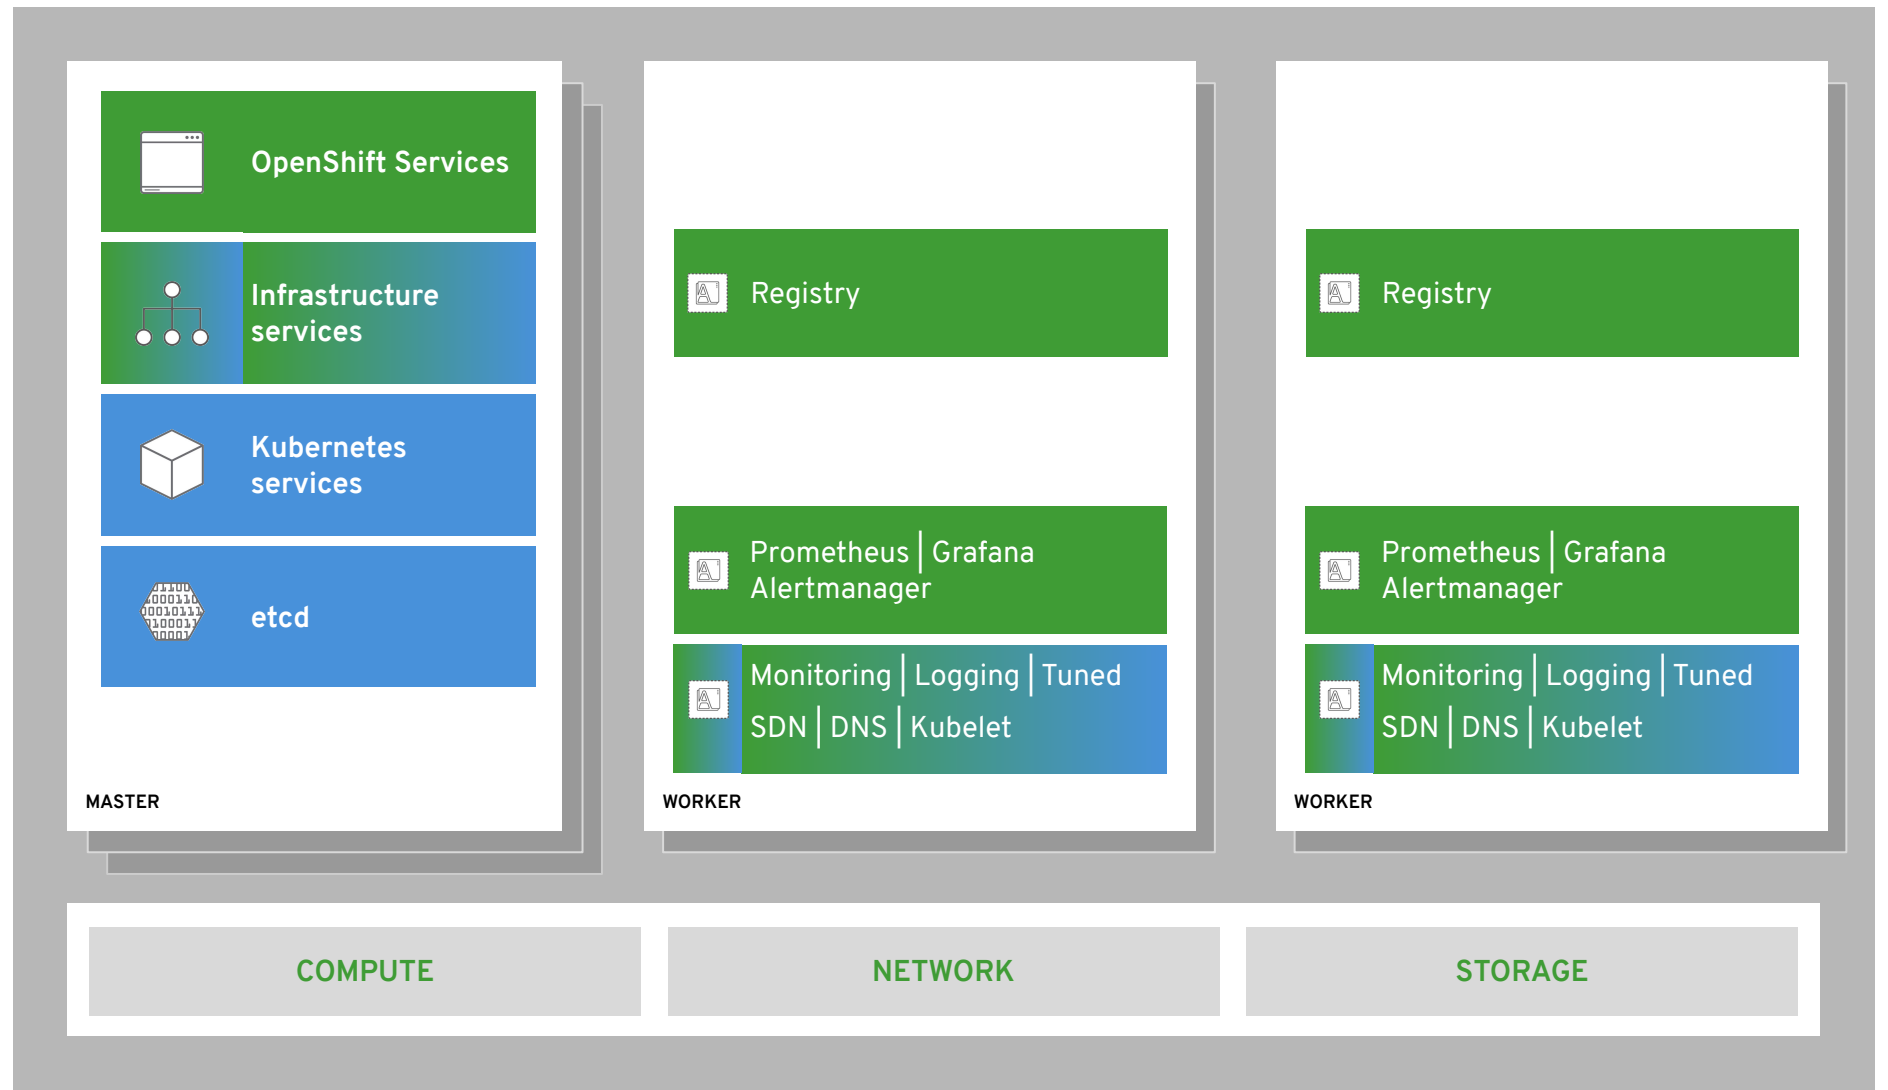 OpenShift Services
Infrastructure
services
Kubernetes
services
etcd
MASTER
Registry
Prometheus | Grafana
Alertmanager
Monitoring | Logging | Tuned
SDN | DNS | Kubelet
WORKER
Registry
Prometheus | Grafana
Alertmanager
Monitoring | Logging | Tuned
SDN | DNS | Kubelet
WORKER
COMPUTE
NETWORK
STORAGE